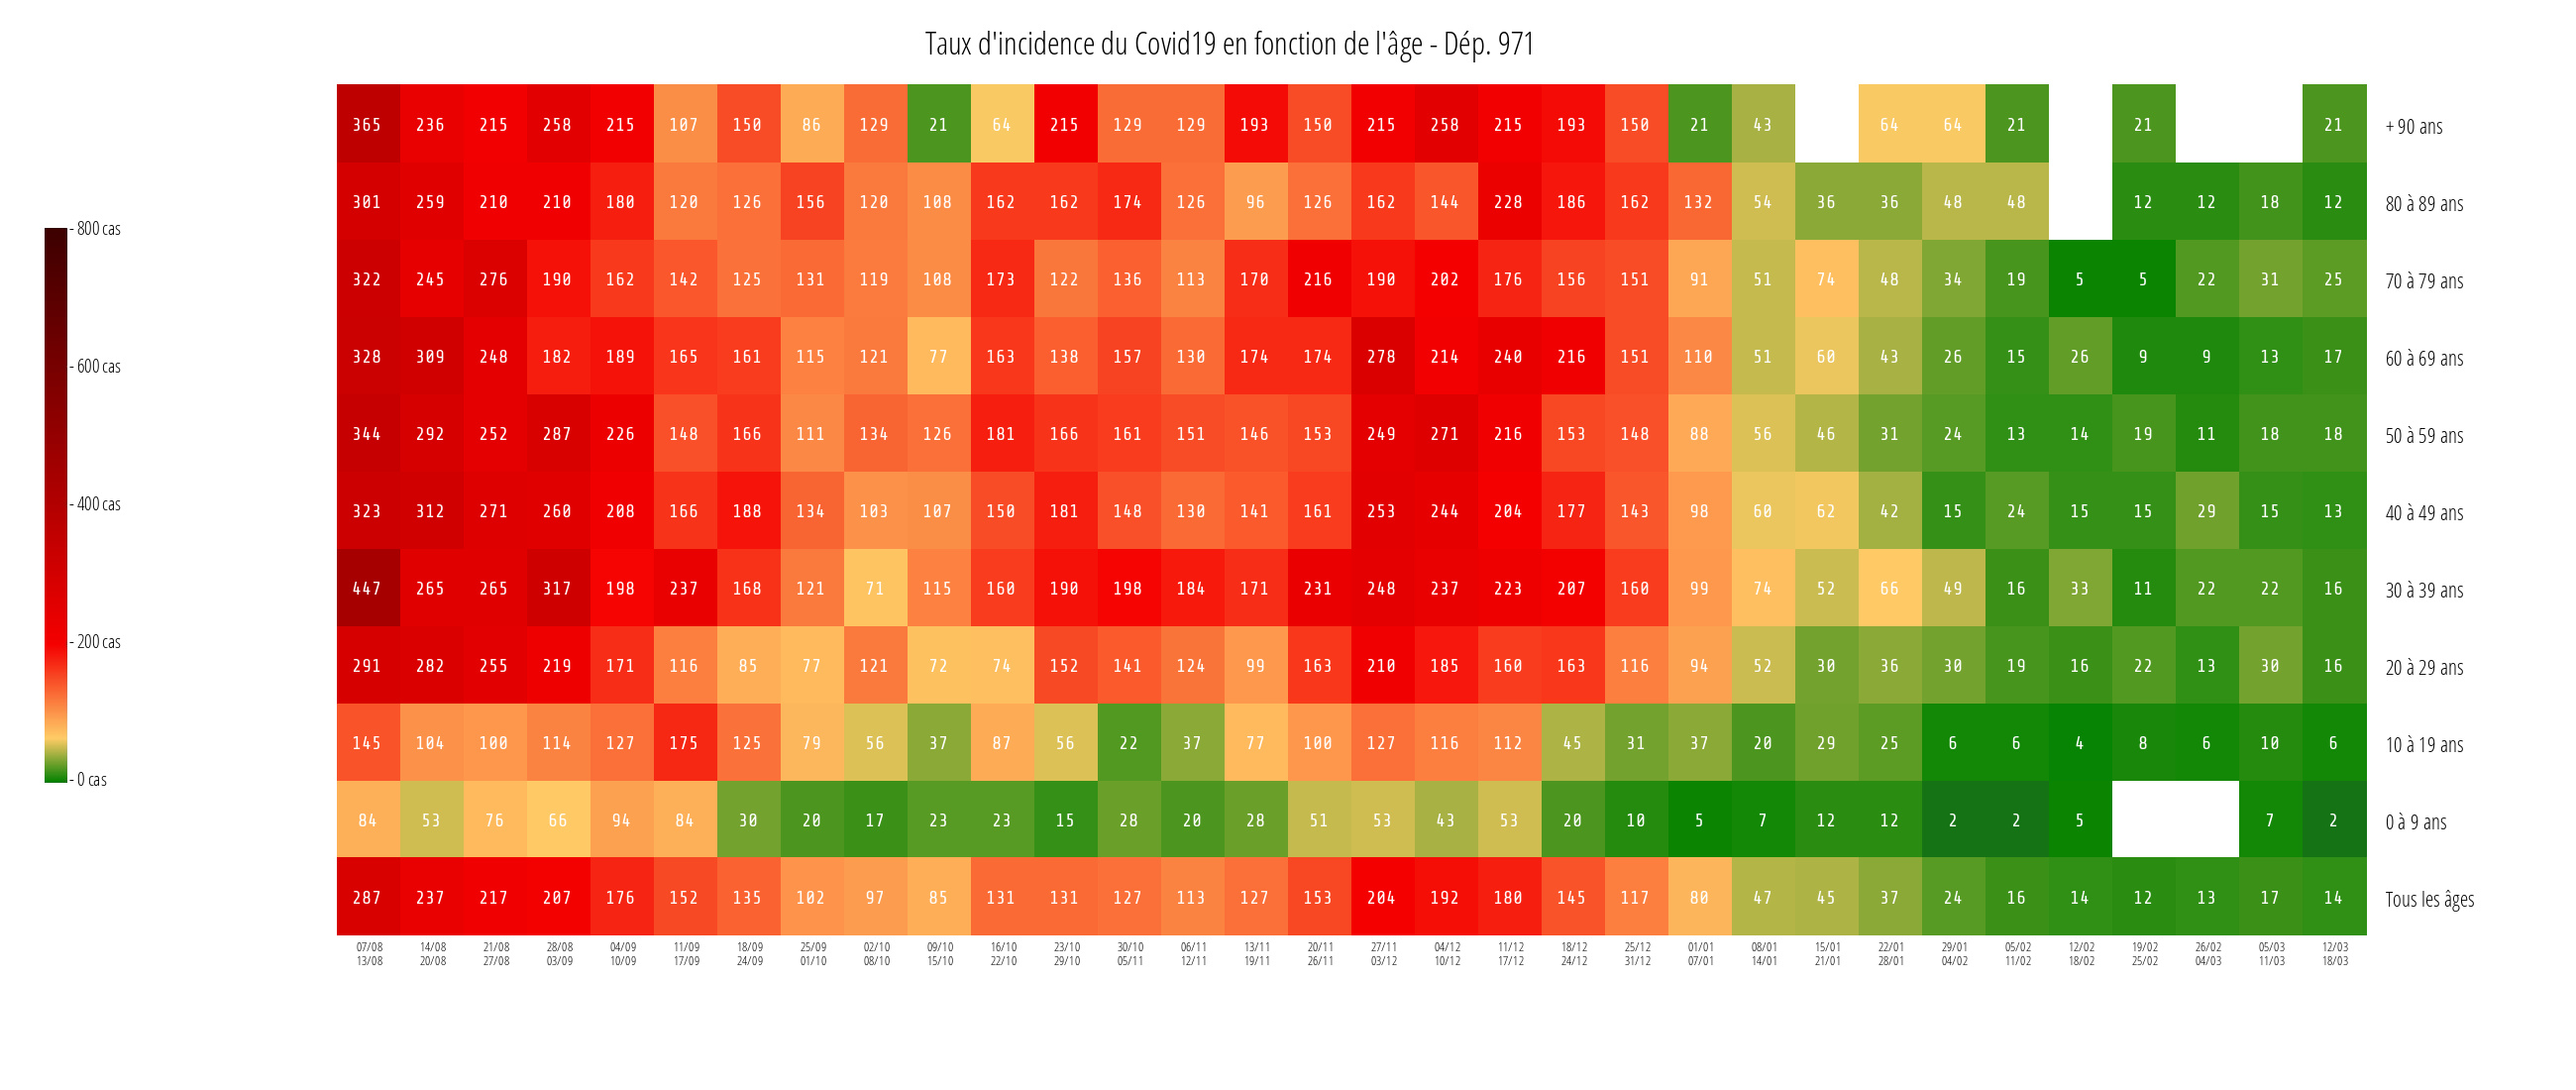 Taux d'incidence du Covid19 en fonction de l'âge - Dép. 971
- 800 cas
- 600 cas
- 400 cas
- 200 cas
- 0 cas
365 236 215 258 215 107 150 86 129 21 64 215 129 129 193 150 215 258 215 193 150 21 43 64 64 21 21 21 + 90 ans
301 259 210 210 180 120 126 156 120 108 162 162 174 126 96 126 162 144 228 186 162 132 54 36 36 48 48 12 12 18 12 80 à 89 ans
322 245 276 190 162 142 125 131 119 108 173 122 136 113 170 216 190 202 176 156 151 91 51 74 48 34 19 5 5 22 31 25 70 à 79 ans
328 309 248 182 189 165 161 115 121 77 163 138 157 130 174 174 278 214 240 216 151 110 51 60 43 26 15 26 9 9 13 17 60 à 69 ans
344 292 252 287 226 148 166 111 134 126 181 166 161 151 146 153 249 271 216 153 148 88 56 46 31 24 13 14 19 11 18 18 50 à 59 ans
323 312 271 260 208 166 188 134 103 107 150 181 148 130 141 161 253 244 204 177 143 98 60 62 42 15 24 15 15 29 15 13 40 à 49 ans
447 265 265 317 198 237 168 121 71 115 160 190 198 184 171 231 248 237 223 207 160 99 74 52 66 49 16 33 11 22 22 16 30 à 39 ans
291 282 255 219 171 116 85 77 121 72 74 152 141 124 99 163 210 185 160 163 116 94 52 30 36 30 19 16 22 13 30 16 20 à 29 ans
145 104 100 114 127 175 125 79 56 37 87 56 22 37 77 100 127 116 112 45 31 37 20 29 25 6 6 4 8 6 10 6 10 à 19 ans
84 53 76 66 94 84 30 20 17 23 23 15 28 20 28 51 53 43 53 20 10 5 7 12 12 2 2 5 7 2 0 à 9 ans
287 237 217 207 176 152 135 102 97 85 131 131 127 113 127 153 204 192 180 145 117 80 47 45 37 24 16 14 12 13 17 14 Tous les âges
07/08 14/08 21/08 28/08 04/09 11/09 18/09 25/09 02/10 09/10 16/10 23/10 30/10 06/11 13/11 20/11 27/11 04/12 11/12 18/12 25/12 01/01 08/01 15/01 22/01 29/01 05/02 12/02 19/02 26/02 05/03 12/03
13/08 20/08 27/08 03/09 10/09 17/09 24/09 01/10 08/10 15/10 22/10 29/10 05/11 12/11 19/11 26/11 03/12 10/12 17/12 24/12 31/12 07/01 14/01 21/01 28/01 04/02 11/02 18/02 25/02 04/03 11/03 18/03